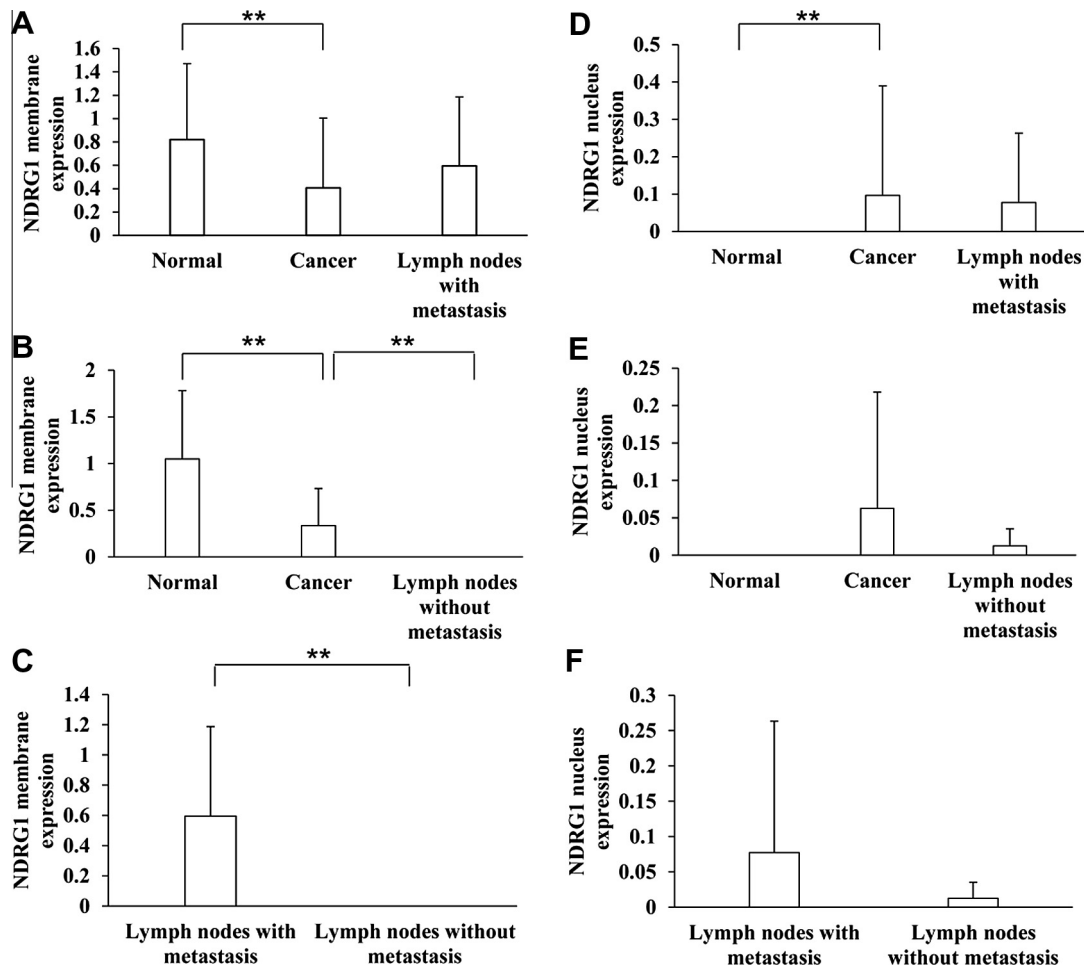 A
**
NDRG1 membrane
expression
1.6
1.4
1.2
1
0.8
0.6
0.4
0.2
0
Normal
Cancer
Lymph nodes
with
metastasis
B
**
**
NDRG1 membrane
expression
2
1.5
1
0.5
0
Normal
Cancer
Lymph nodes
without
metastasis
C
**
NDRG1 membrane
expression
1.4
1.2
1
0.8
0.6
0.4
0.2
0
Lymph nodes with
metastasis
Lymph nodes without
metastasis
D
**
NDRG1 nucleus
expression
0.5
0.4
0.3
0.2
0.1
0
Normal
Cancer
Lymph nodes
with
metastasis
E
NDRG1 nucleus
expression
0.25
0.2
0.15
0.1
0.05
0
Normal
Cancer
Lymph nodes
without
metastasis
F
NDRG1 nucleus
expression
0.3
0.25
0.2
0.15
0.1
0.05
0
Lymph nodes with
metastasis
Lymph nodes
without metastasis